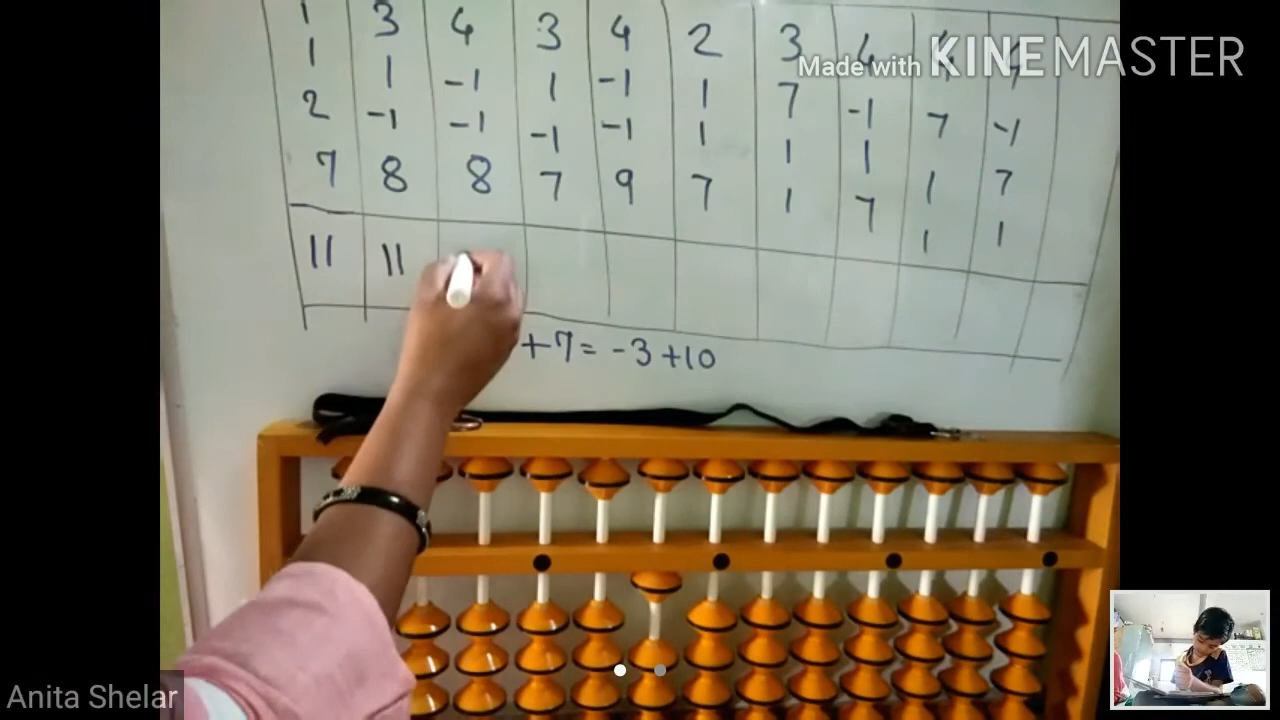 1 3 4 3 4 2 3 4
1 1 -1 1 -1 1 7 -1 7 -1
2 -1 -1 -1 -1 1 1 1 1 7
7 8 8 7 9 7 1 7 1 1
11 11
+7= -3+10
Made with KINEMASTER
Anita Shelar